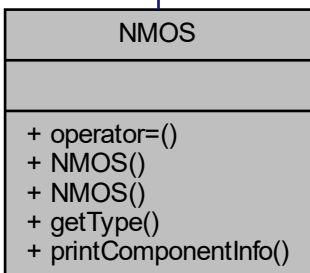 NMOS
+ operator=()
+ NMOS()
+ NMOS()
+ getType()
+ printComponentInfo()